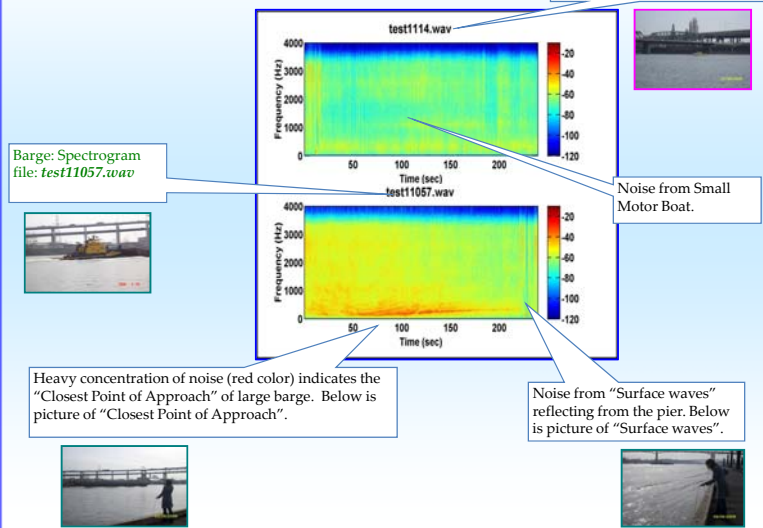 test1114.wav
4000
3000
2000
1000
0
Frequency (Hz)
50
100
150
200
Time (sec)
-20
-40
-60
-80
-100
-120
Barge: Spectrogram
file: test11057.wav
Noise from Small
Motor Boat.
test11057.wav
4000
3000
2000
1000
0
Frequency (Hz)
50
100
150
200
Time (sec)
-20
-40
-60
-80
-100
-120
Heavy concentration of noise (red color) indicates the
“Closest Point of Approach” of large barge. Below is
picture of “Closest Point of Approach”.
Noise from “Surface waves”
reflecting from the pier. Below
is picture of “Surface waves”.